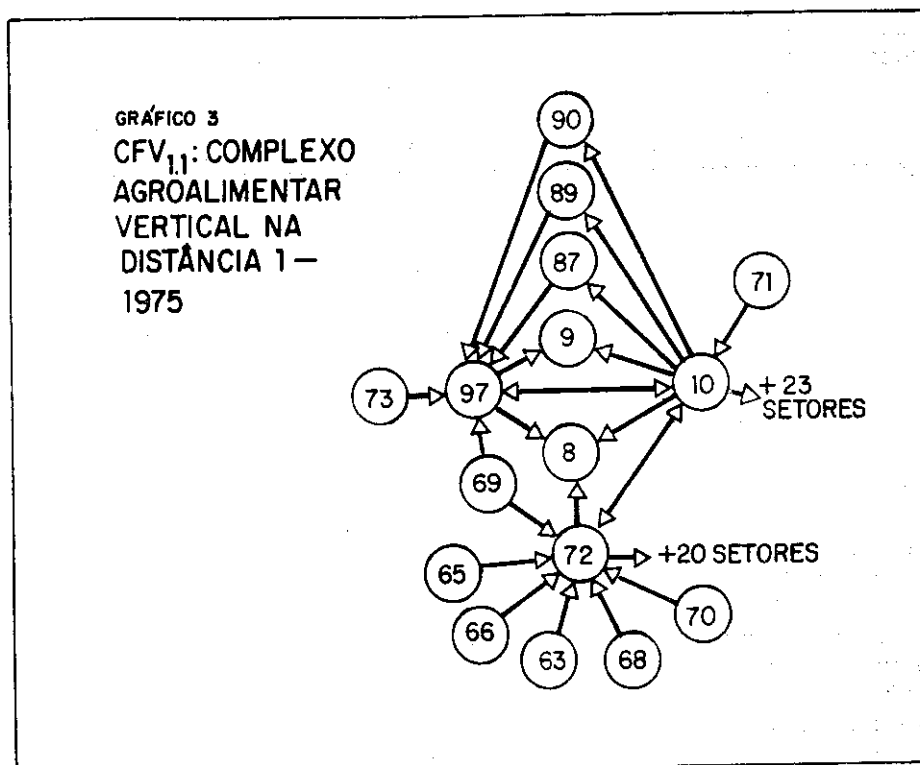 GRÁFICO 3
CFV1.1: COMPLEXO
AGROALIMENTAR
VERTICAL NA
DISTÂNCIA 1 —
1975
90
89
87
71
9
10
+ 23
SETORES
73
97
8
69
72
+20 SETORES
65
70
66
63
68